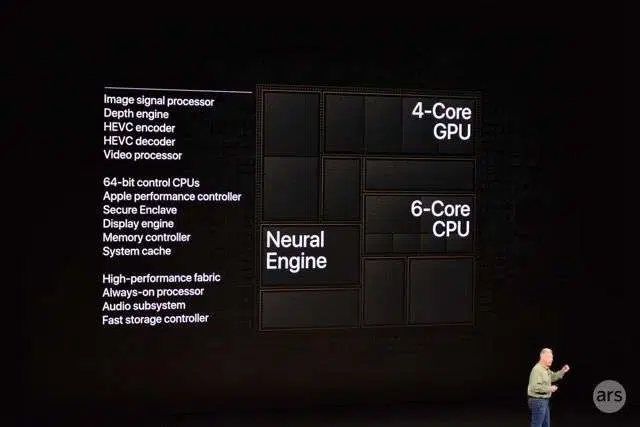 Image signal processor
Depth engine
HEVC encoder
HEVC decoder
Video processor
64-bit control CPUs
Apple performance controller
Secure Enclave
Display engine
Memory controller
System cache
High-performance fabric
Always-on processor
Audio subsystem
Fast storage controller
4-Core
GPU
6-Core
CPU
Neural
Engine
ars